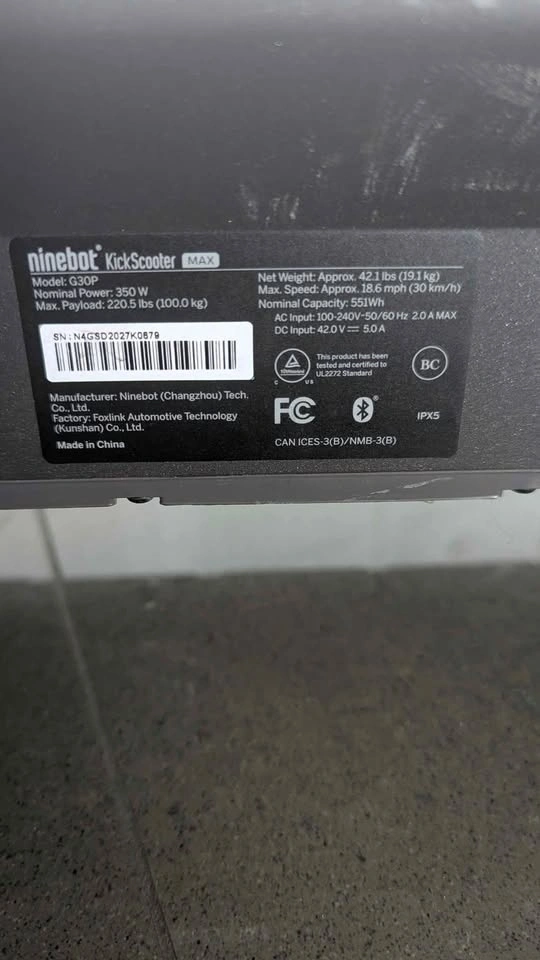 ninebot KickScooter MAX
Model: G30P
Nominal Power: 350 W
Max. Payload: 220.5 lbs (100.0 kg)
SN: N4GSD2027K0679
Manufacturer: Ninebot (Changzhou) Tech.
Co., Ltd.
Factory: Foxlink Automotive Technology
(Kunshan) Co., Ltd.
Made in China
Net Weight: Approx. 42.1 lbs (19.1 kg)
Max. Speed: Approx. 18.6 mph (30 km/h)
Nominal Capacity: 551Wh
AC Input: 100-240V~50/60 Hz 2.0 A MAX
DC Input: 42.0 V⎓ 5.0 A
C US
This product has been
tested and certified to
UL2272 Standard
BC
FC
IPX5
CAN ICES-3(B)/NMB-3(B)